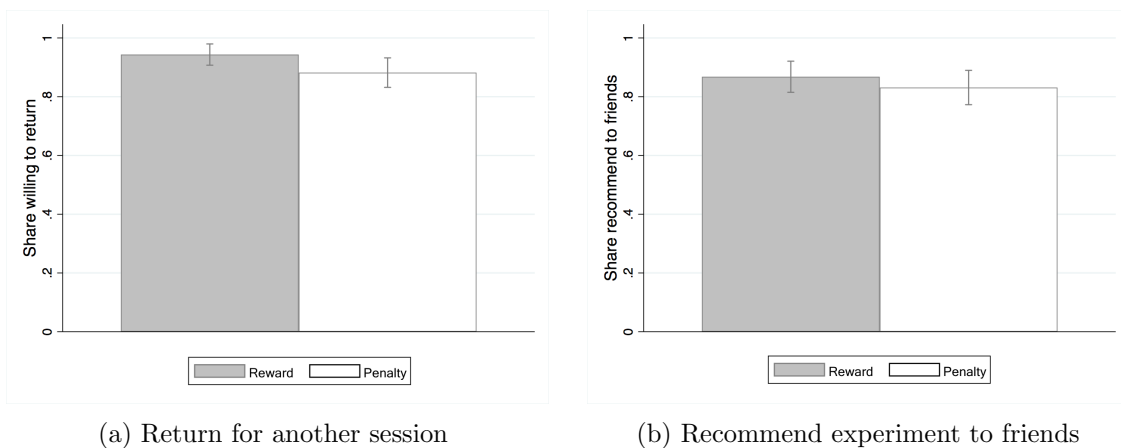 Share willing to return
1
.8
.6
.4
.2
0
Reward Penalty
(a) Return for another session
Share recommend to friends
1
.8
.6
.4
.2
0
Reward Penalty
(b) Recommend experiment to friends